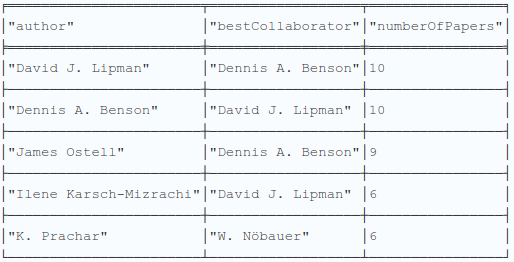 "author" "bestCollaborator" "numberOfPapers"
"David J. Lipman" "Dennis A. Benson" 10
"Dennis A. Benson" "David J. Lipman" 10
"James Ostell" "Dennis A. Benson" 9
"Ilene Karsch-Mizrachi" "David J. Lipman" 6
"K. Prachar" "W. Nöbauer" 6